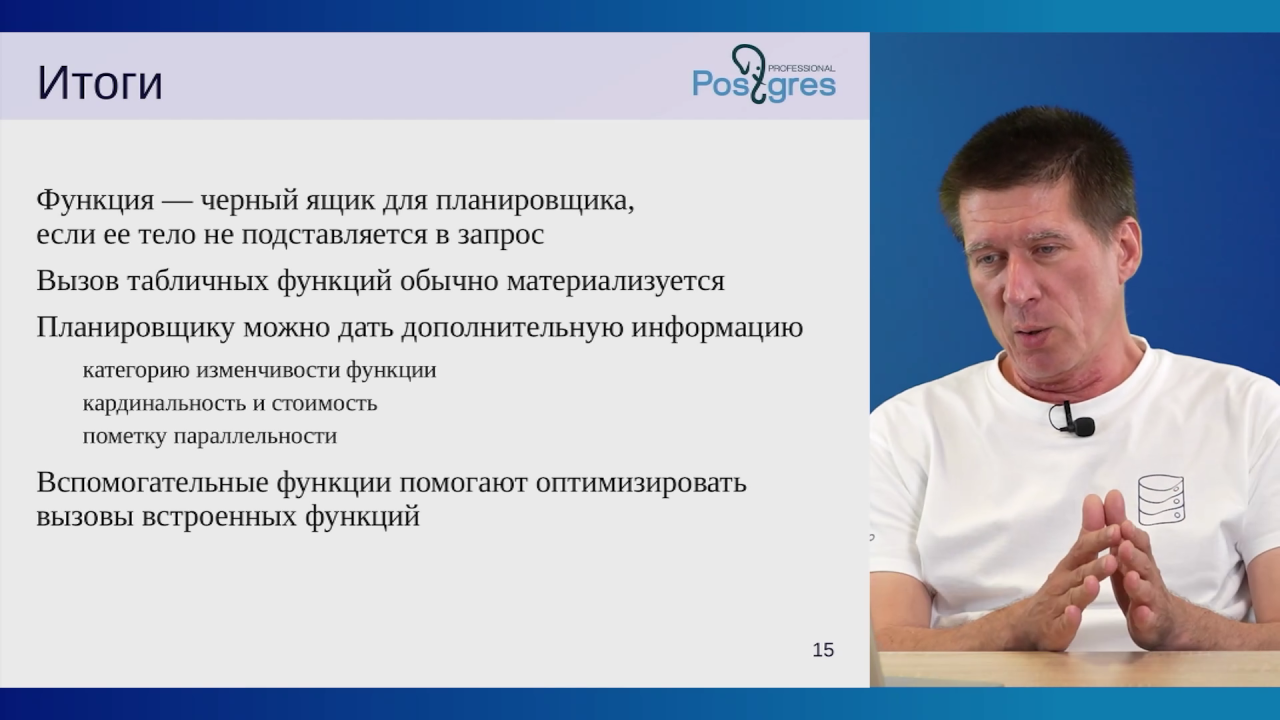 Итоги
PROFESSIONAL
Postgres
Функция — черный ящик для планировщика,
если ее тело не подставляется в запрос
Вызов табличных функций обычно материализуется
Планировщику можно дать дополнительную информацию
категорию изменчивости функции
кардинальность и стоимость
пометку параллельности
Вспомогательные функции помогают оптимизировать
вызовы встроенных функций
15